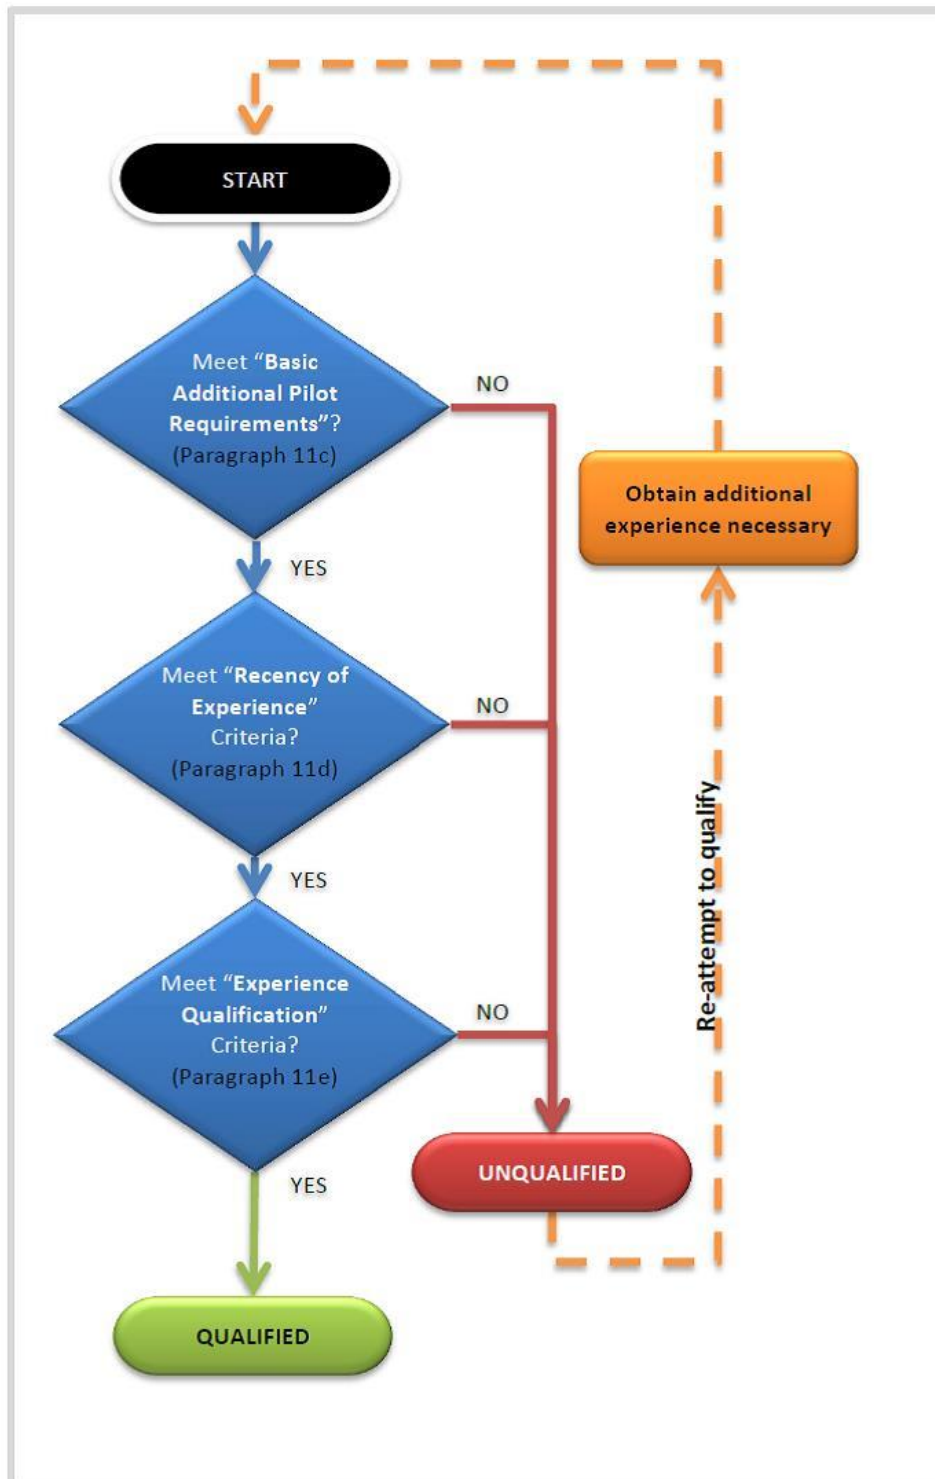 START
Meet “Basic
Additional Pilot
Requirements”?
(Paragraph 11c)
NO
YES
Obtain additional
experience necessary
Meet “Recency of
Experience”
Criteria?
(Paragraph 11d)
NO
YES
Re-attempt to qualify
Meet “Experience
Qualification”
Criteria?
(Paragraph 11e)
NO
YES
UNQUALIFIED
QUALIFIED